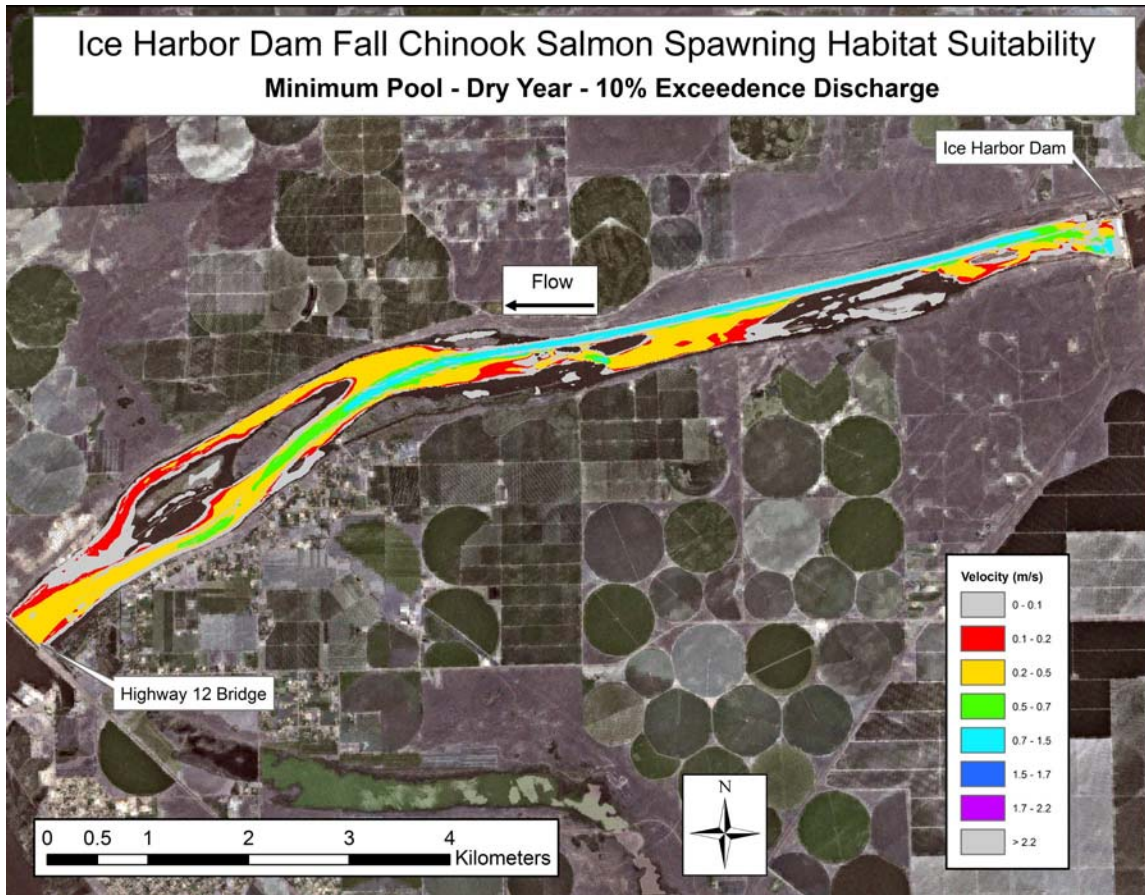 Ice Harbor Dam Fall Chinook Salmon Spawning Habitat Suitability
Minimum Pool - Dry Year - 10% Exceedence Discharge
Ice Harbor Dam
Flow
Highway 12 Bridge
Velocity (m/s)
0 - 0.1
0.1 - 0.2
0.2 - 0.5
0.5 - 0.7
0.7 - 1.5
1.5 - 1.7
1.7 - 2.2
> 2.2
N
0 0.5 1 2 3 4
Kilometers